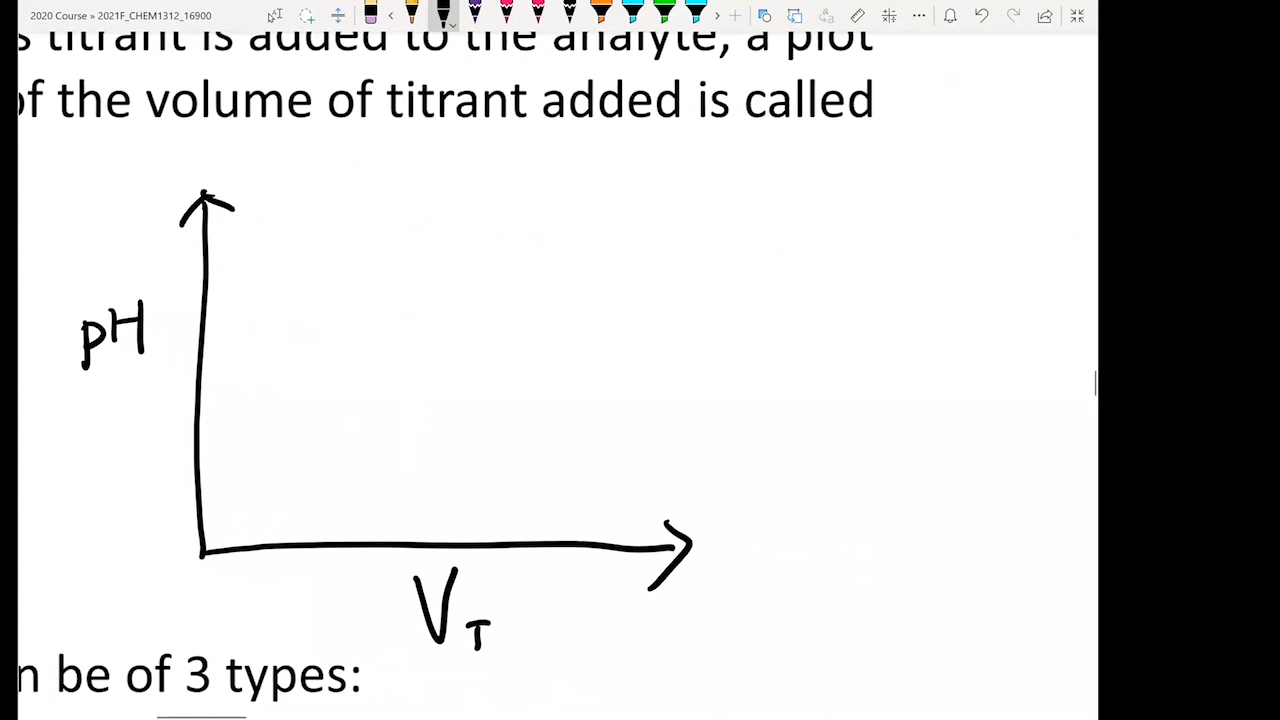 2020 Course » 2021F_CHEM1312_16900
s titrant is added to the analyte, a plot
of the volume of titrant added is called
pH
VT
n be of 3 types: